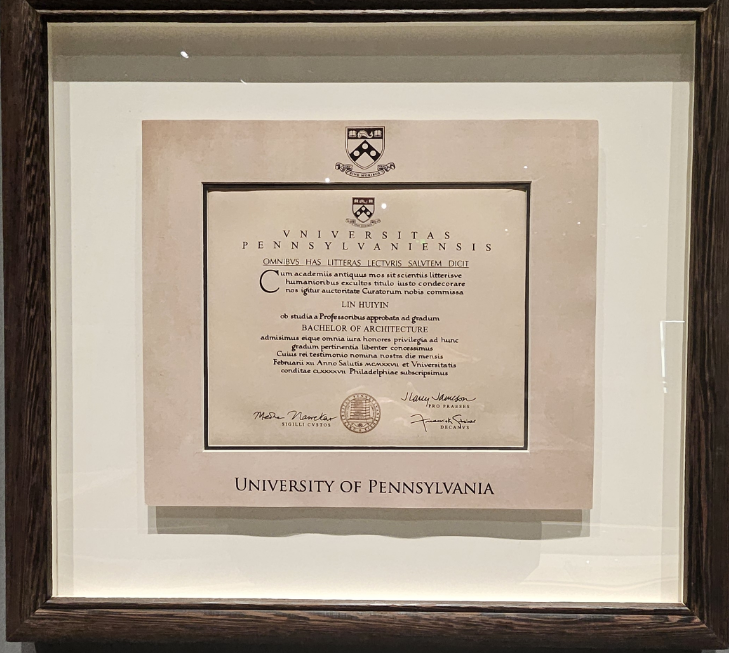 VNIVERSITAS
PENNSYLVANIENSIS
OMNIBVS HAS LITTERAS LECTVRIS SALVTEM DICIT
Cum academiis antiquus mos sit scientiis litterisve
humanioribus excultos titulo iusto condecorare
nos igitur auctoritate Curatorum nobis commissa
LIN HUIYIN
ob studia a Professoribus approbata ad gradum
BACHELOR OF ARCHITECTURE
admisimus eique omnia iura honores privilegia ad hunc
gradum pertinentia libenter concessimus
Cuius rei testimonio nomina nostra die mensis
Februarii xii Anno Salutis et Vniversitatis
conditae Philadelphiae subscripsimus
PRO PRAESES
SIGILLI CVSTOS
DECANVS
UNIVERSITY OF PENNSYLVANIA